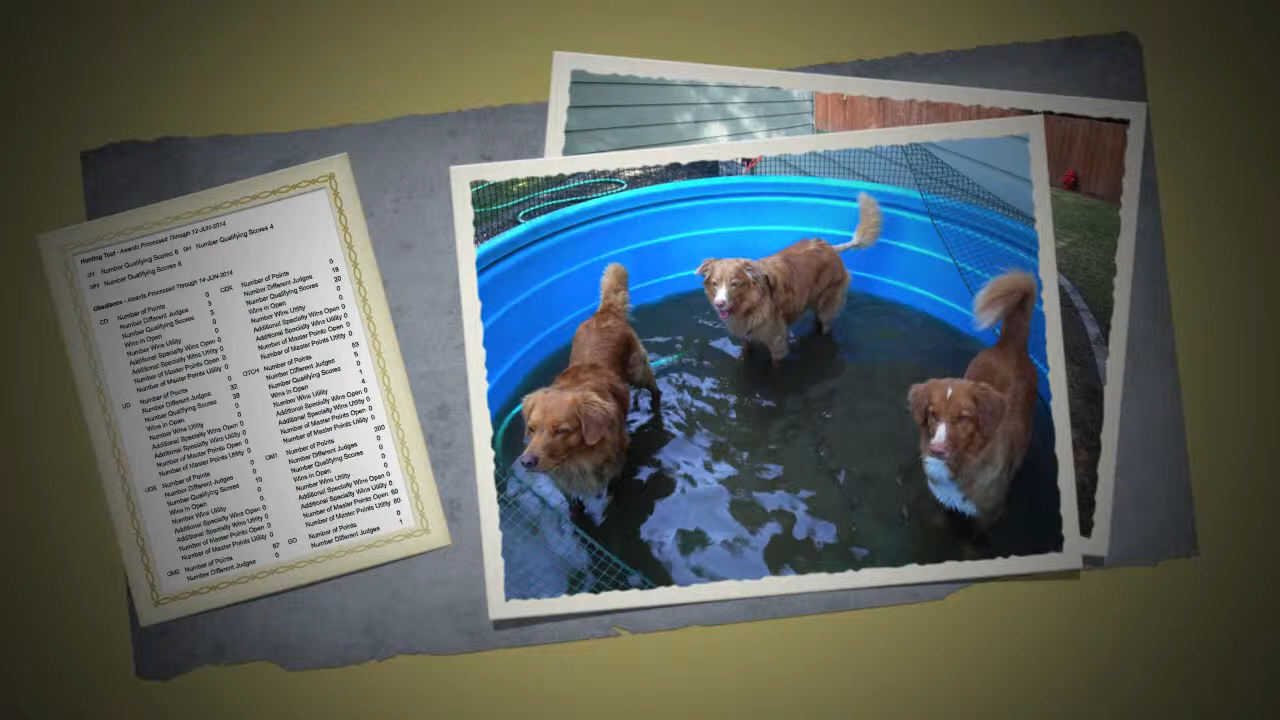 Hunting Test - Awards Processed Through 12-JUN-2014
JH Number Qualifying Scores 6 SH Number Qualifying Scores 4
MH Number Qualifying Scores 6
Obedience - Awards Processed Through 14-JUN-2014
CD Number of Points 0
Number Different Judges 3
Number Qualifying Scores 3
Wins in Open 0
Number Wins Utility 0
Additional Specialty Wins Open 0
Additional Specialty Wins Utility 0
Number of Master Points Open 0
Number of Master Points Utility 0
CDX Number of Points 0
Number Different Judges 18
Number Qualifying Scores 20
Wins in Open
Number Wins Utility
Additional Specialty Wins Open 0
Additional Specialty Wins Utility 0
Number of Master Points Open 0
Number of Master Points Utility 0
UD Number of Points 0
Number Different Judges 32
Number Qualifying Scores 39
Wins in Open 0
Number Wins Utility 0
Additional Specialty Wins Open 0
Additional Specialty Wins Utility 0
Number of Master Points Open 0
Number of Master Points Utility 0
OTCH Number of Points 83
Number Different Judges 5
Number Qualifying Scores 0
Wins in Open 1
Number Wins Utility 4
Additional Specialty Wins Open 0
Additional Specialty Wins Utility 0
Number of Master Points Open 0
Number of Master Points Utility 0
UDX Number of Points 0
Number Different Judges 0
Number Qualifying Scores 10
Wins in Open 0
Number Wins Utility 0
Additional Specialty Wins Open 0
Additional Specialty Wins Utility 0
Number of Master Points Open 0
Number of Master Points Utility 0
OM1 Number of Points 200
Number Different Judges 0
Number Qualifying Scores 0
Wins in Open 0
Number Wins Utility 0
Additional Specialty Wins Open 0
Additional Specialty Wins Utility 0
Number of Master Points Open 60
Number of Master Points Utility 60
OM2 Number of Points 67
Number Different Judges 0
GO Number of Points 0
Number Different Judges 1